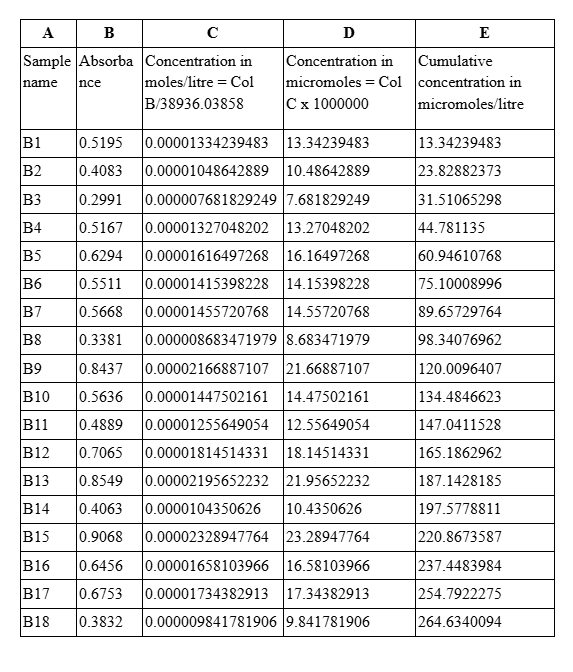 A B C D E
Sample Absorba Concentration in Concentration in Cumulative
name nce moles/litre = Col micromoles = Col concentration in
B/38936.03858 C x 1000000 micromoles/litre
B1 0.5195 0.00001334239483 13.34239483 13.34239483
B2 0.4083 0.00001048642889 10.48642889 23.82882373
B3 0.2991 0.000007681829249 7.681829249 31.51065298
B4 0.5167 0.00001327048202 13.27048202 44.781135
B5 0.6294 0.00001616497268 16.16497268 60.94610768
B6 0.5511 0.00001415398228 14.15398228 75.10008996
B7 0.5668 0.00001455720768 14.55720768 89.65729764
B8 0.3381 0.000008683471979 8.683471979 98.34076962
B9 0.8437 0.00002166887107 21.66887107 120.0096407
B10 0.5636 0.00001447502161 14.47502161 134.4846623
B11 0.4889 0.00001255649054 12.55649054 147.0411528
B12 0.7065 0.00001814514331 18.14514331 165.1862962
B13 0.8549 0.00002195652232 21.95652232 187.1428185
B14 0.4063 0.0000104350626 10.4350626 197.5778811
B15 0.9068 0.00002328947764 23.28947764 220.8673587
B16 0.6456 0.00001658103966 16.58103966 237.4483984
B17 0.6753 0.00001734382913 17.34382913 254.7922275
B18 0.3832 0.000009841781906 9.841781906 264.6340094